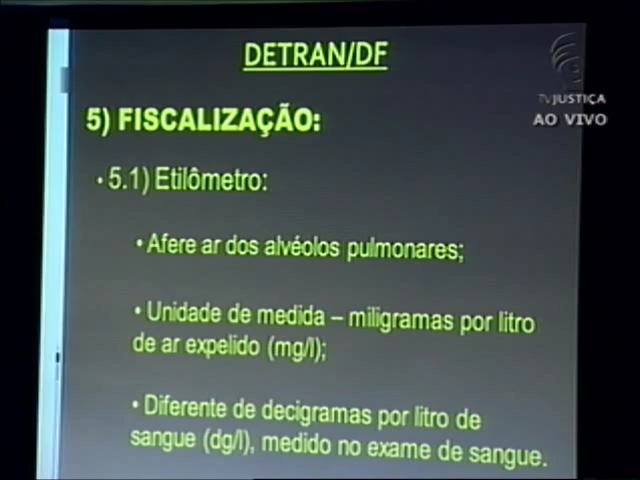 DETRAN/DF
TVJUSTIÇA
AO VIVO
5) FISCALIZAÇÃO:
• 5.1) Etilômetro:
• Afere ar dos alvéolos pulmonares;
• Unidade de medida – miligramas por litro
de ar expelido (mg/l);
• Diferente de decigramas por litro de
sangue (dg/l), medido no exame de sangue.